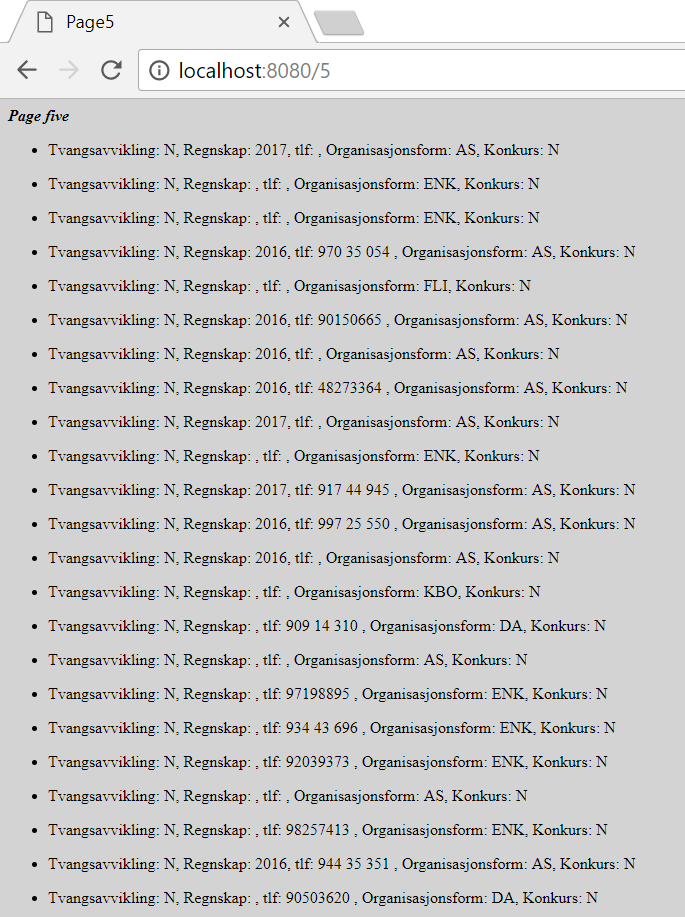 Page5
localhost:8080/5
Page five
Tvangsavvikling: N, Regnskap: 2017, tlf: , Organisasjonsform: AS, Konkurs: N
Tvangsavvikling: N, Regnskap: , tlf: , Organisasjonsform: ENK, Konkurs: N
Tvangsavvikling: N, Regnskap: , tlf: , Organisasjonsform: ENK, Konkurs: N
Tvangsavvikling: N, Regnskap: 2016, tlf: 970 35 054 , Organisasjonsform: AS, Konkurs: N
Tvangsavvikling: N, Regnskap: , tlf: , Organisasjonsform: FLI, Konkurs: N
Tvangsavvikling: N, Regnskap: 2016, tlf: 90150665 , Organisasjonsform: AS, Konkurs: N
Tvangsavvikling: N, Regnskap: 2016, tlf: , Organisasjonsform: AS, Konkurs: N
Tvangsavvikling: N, Regnskap: 2016, tlf: 48273364 , Organisasjonsform: AS, Konkurs: N
Tvangsavvikling: N, Regnskap: 2017, tlf: , Organisasjonsform: AS, Konkurs: N
Tvangsavvikling: N, Regnskap: , tlf: , Organisasjonsform: ENK, Konkurs: N
Tvangsavvikling: N, Regnskap: 2017, tlf: 917 44 945 , Organisasjonsform: AS, Konkurs: N
Tvangsavvikling: N, Regnskap: 2016, tlf: 997 25 550 , Organisasjonsform: AS, Konkurs: N
Tvangsavvikling: N, Regnskap: 2016, tlf: , Organisasjonsform: AS, Konkurs: N
Tvangsavvikling: N, Regnskap: , tlf: , Organisasjonsform: KBO, Konkurs: N
Tvangsavvikling: N, Regnskap: , tlf: 909 14 310 , Organisasjonsform: DA, Konkurs: N
Tvangsavvikling: N, Regnskap: , tlf: , Organisasjonsform: AS, Konkurs: N
Tvangsavvikling: N, Regnskap: , tlf: 97198895 , Organisasjonsform: ENK, Konkurs: N
Tvangsavvikling: N, Regnskap: , tlf: 934 43 696 , Organisasjonsform: ENK, Konkurs: N
Tvangsavvikling: N, Regnskap: , tlf: 92039373 , Organisasjonsform: ENK, Konkurs: N
Tvangsavvikling: N, Regnskap: , tlf: , Organisasjonsform: AS, Konkurs: N
Tvangsavvikling: N, Regnskap: , tlf: 98257413 , Organisasjonsform: ENK, Konkurs: N
Tvangsavvikling: N, Regnskap: 2016, tlf: 944 35 351 , Organisasjonsform: AS, Konkurs: N
Tvangsavvikling: N, Regnskap: , tlf: 90503620 , Organisasjonsform: DA, Konkurs: N